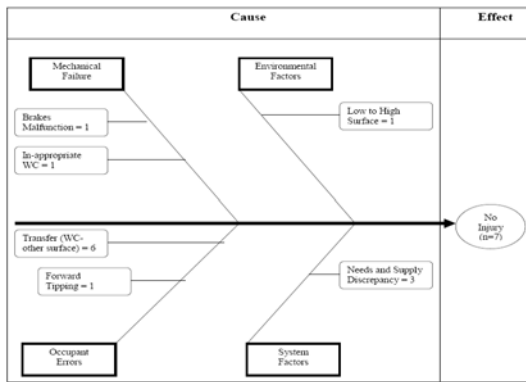 Cause
Effect
Mechanical
Failure
Environmental
Factors
Brakes
Malfunction = 1
Low to High
Surface = 1
In-appropriate
WC = 1
No
Injury
(n=7)
Transfer (WC-
other surface) = 6
Forward
Tipping = 1
Needs and Supply
Discrepancy = 3
Occupant
Errors
System
Factors